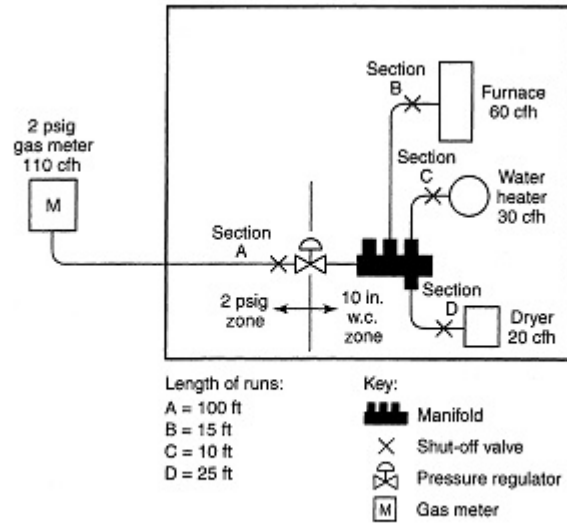 2 psig
gas meter
110 cfh
M
Section
A
2 psig
zone
10 in.
w.c.
zone
Section
B
Furnace
60 cfh
Section
C
Water
heater
30 cfh
Section
D
Dryer
20 cfh
Length of runs:
A = 100 ft
B = 15 ft
C = 10 ft
D = 25 ft
Key:
Manifold
Shut-off valve
Pressure regulator
M
Gas meter